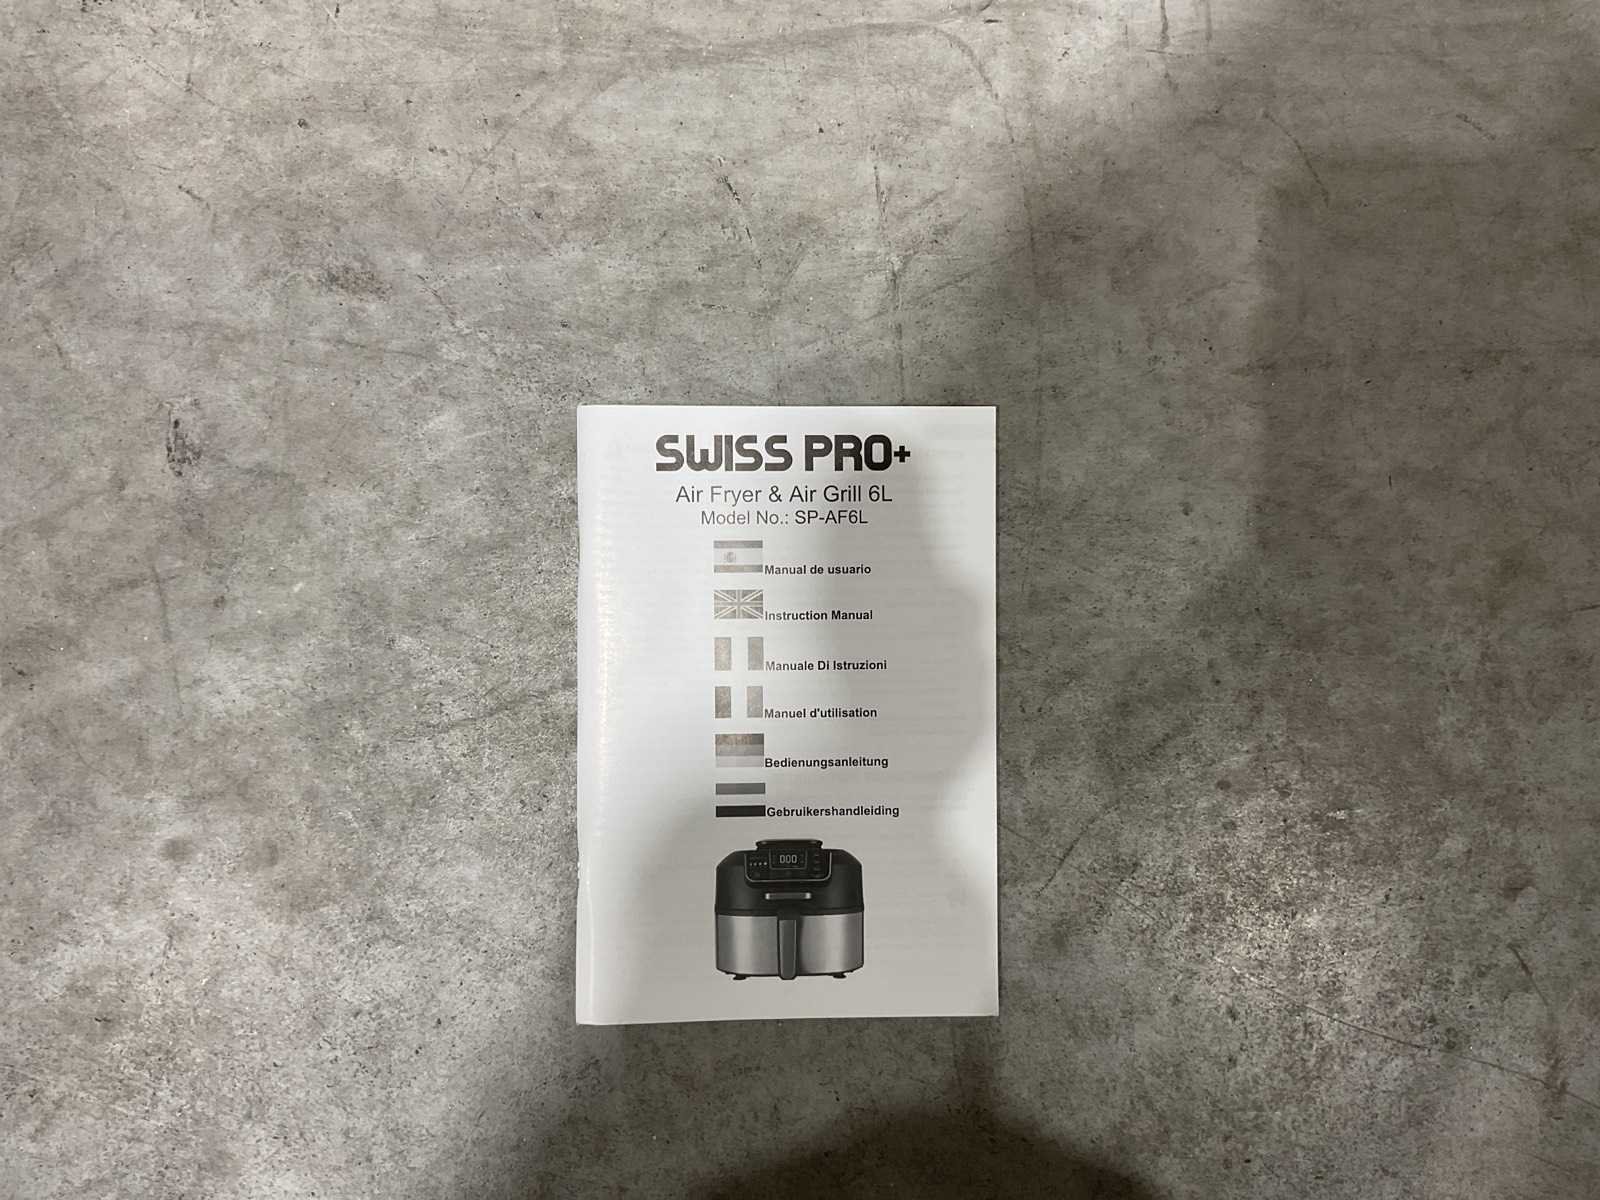 SWISS PRO+
Air Fryer & Air Grill 6L
Model No.: SP-AF6L
Manual de usuario
Instruction Manual
Manuale Di Istruzioni
Manuel d'utilisation
Bedienungsanleitung
Gebruikershandleiding
000